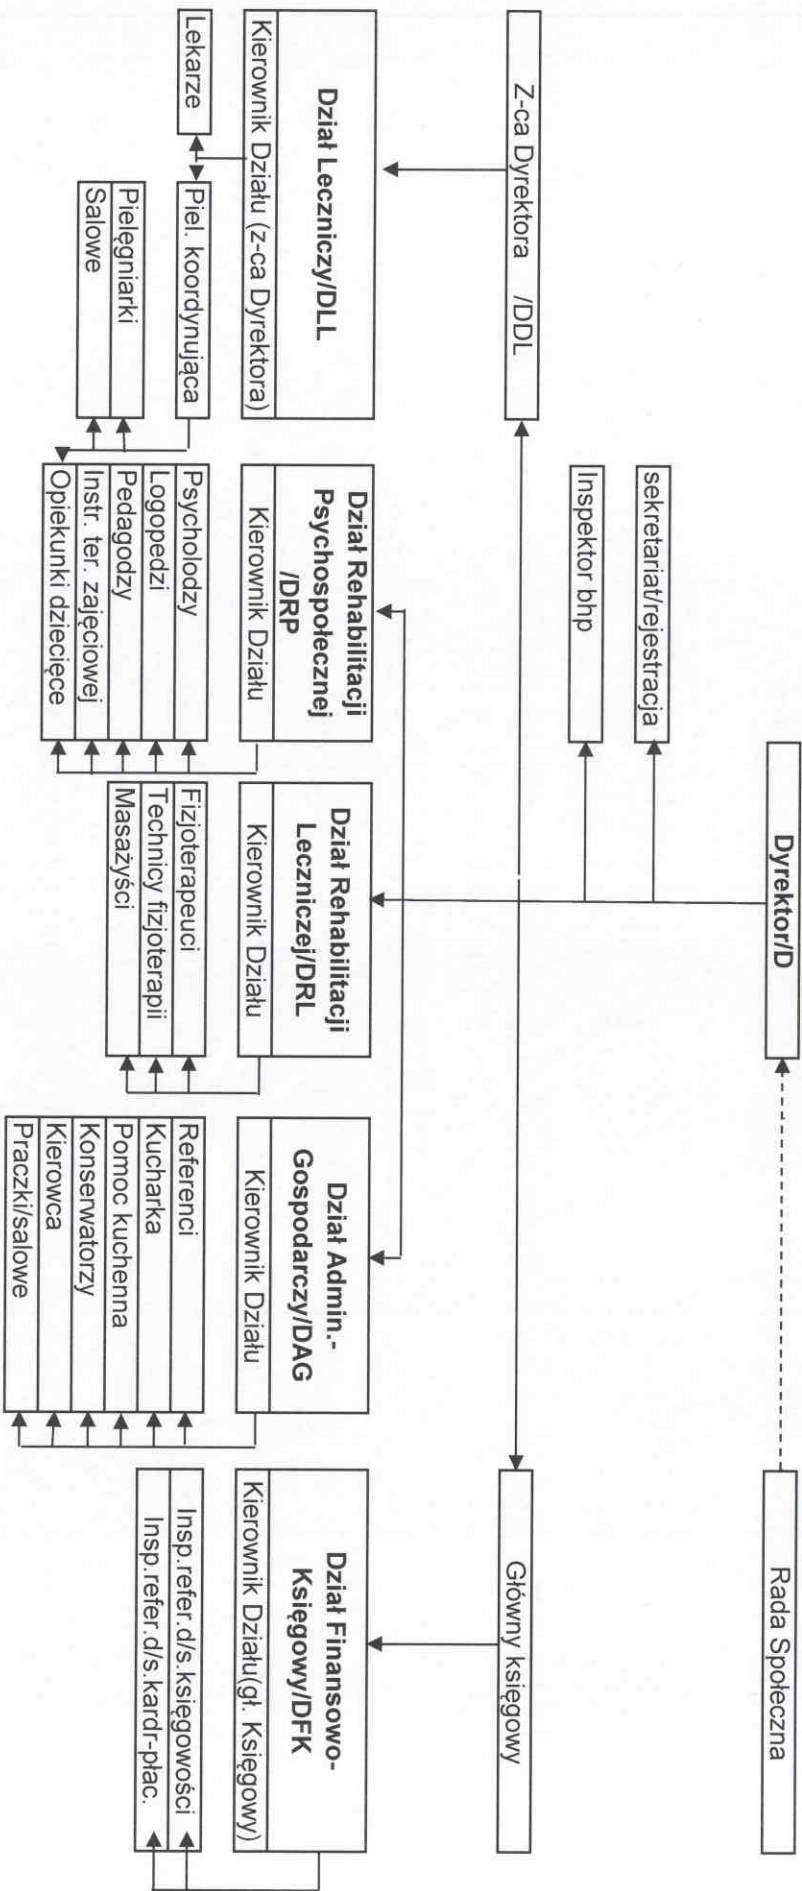 Dyrektor/D
Rada Społeczna
sekretariat/rejestracja
Inspektor bhp
Z-ca Dyrektora /DDL
Główny księgowy
Dział Leczniczy/DLL
Kierownik Działu (z-ca Dyrektora)
Lekarze
Piel. koordynująca
Pielęgniarki
Salowe
Dział Rehabilitacji
Psychospołecznej
/DRP
Kierownik Działu
Psycholodzy
Logopedzi
Pedagodzy
Instr. ter. zajęciowej
Opiekunki dziecięce
Dział Rehabilitacji
Leczniczej/DRL
Kierownik Działu
Fizjoterapeuci
Technicy fizjoterapii
Masażyści
Dział Admin.-
Gospodarczy/DAG
Kierownik Działu
Referenci
Kucharka
Pomoc kuchenna
Konserwatorzy
Kierowca
Praczki/salowe
Dział Finansowo-
Księgowy/DFK
Kierownik Działu(gł. Księgowy)
Insp.refer.d/s.księgowości
Insp.refer.d/s.kardr-płac.